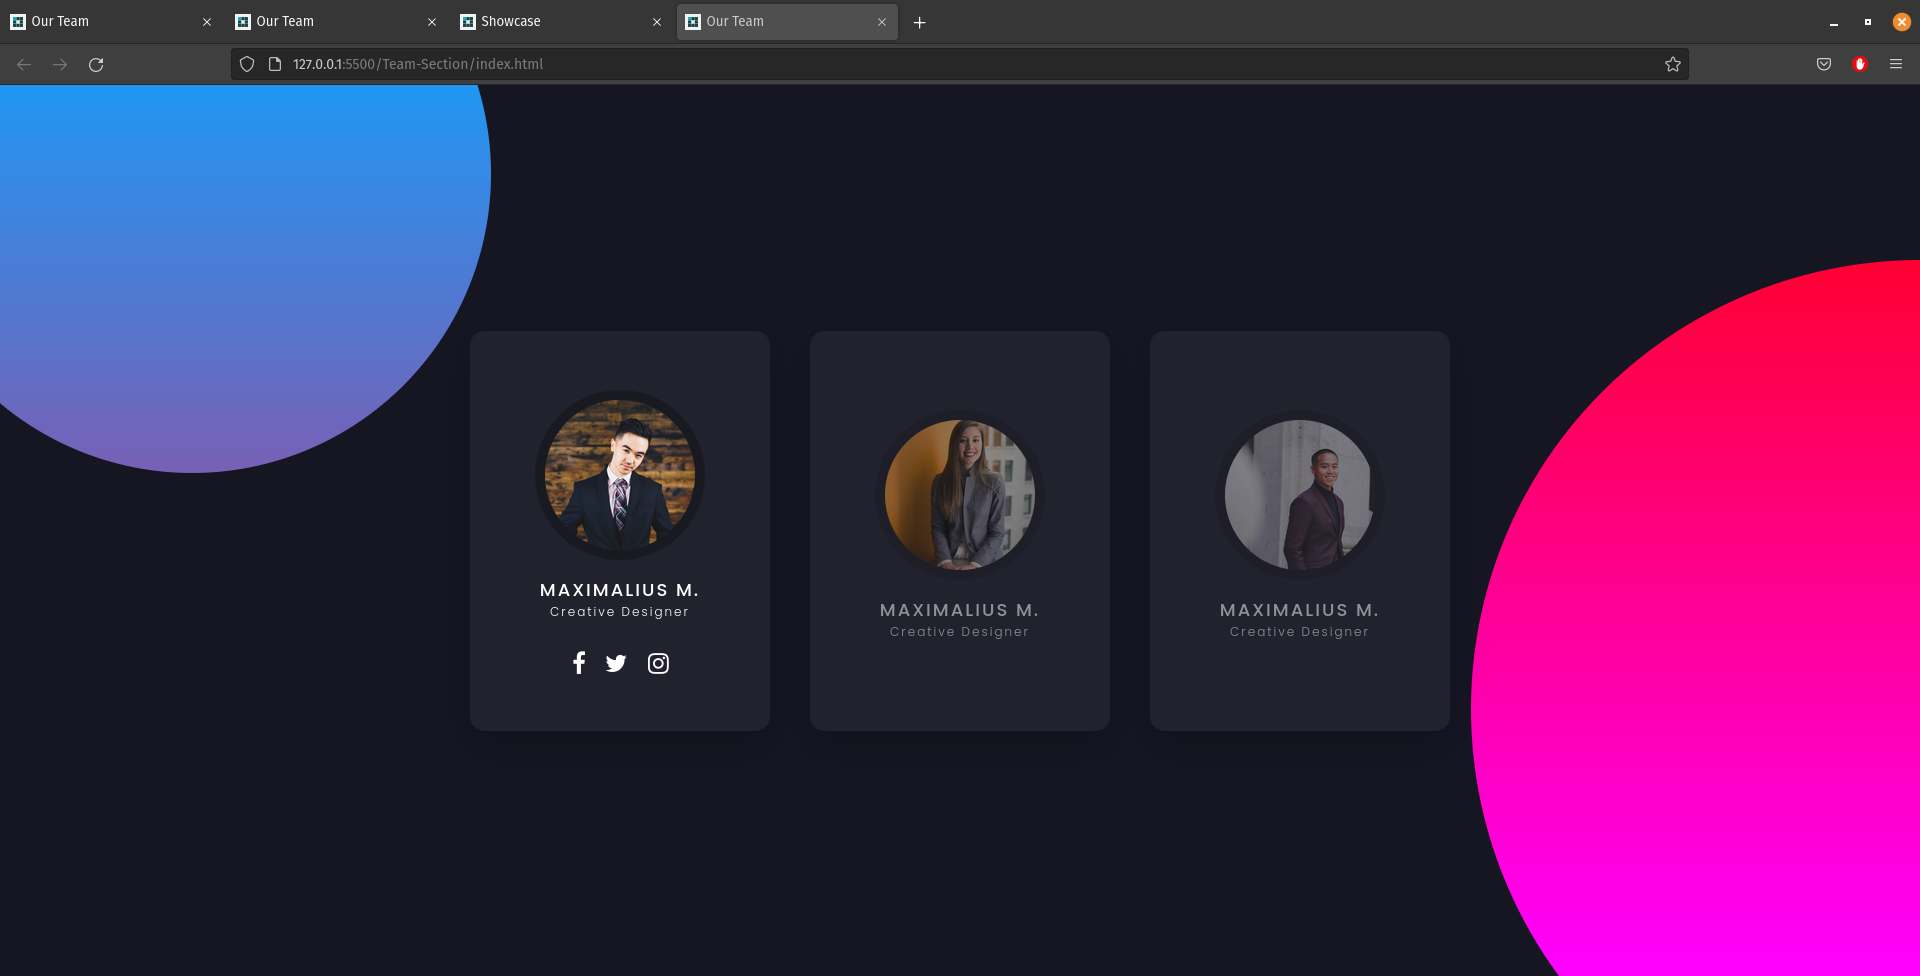 Our Team
Our Team
Showcase
Our Team
127.0.0.1:5500/Team-Section/index.html
MAXIMALIUS M.
Creative Designer
MAXIMALIUS M.
Creative Designer
MAXIMALIUS M.
Creative Designer